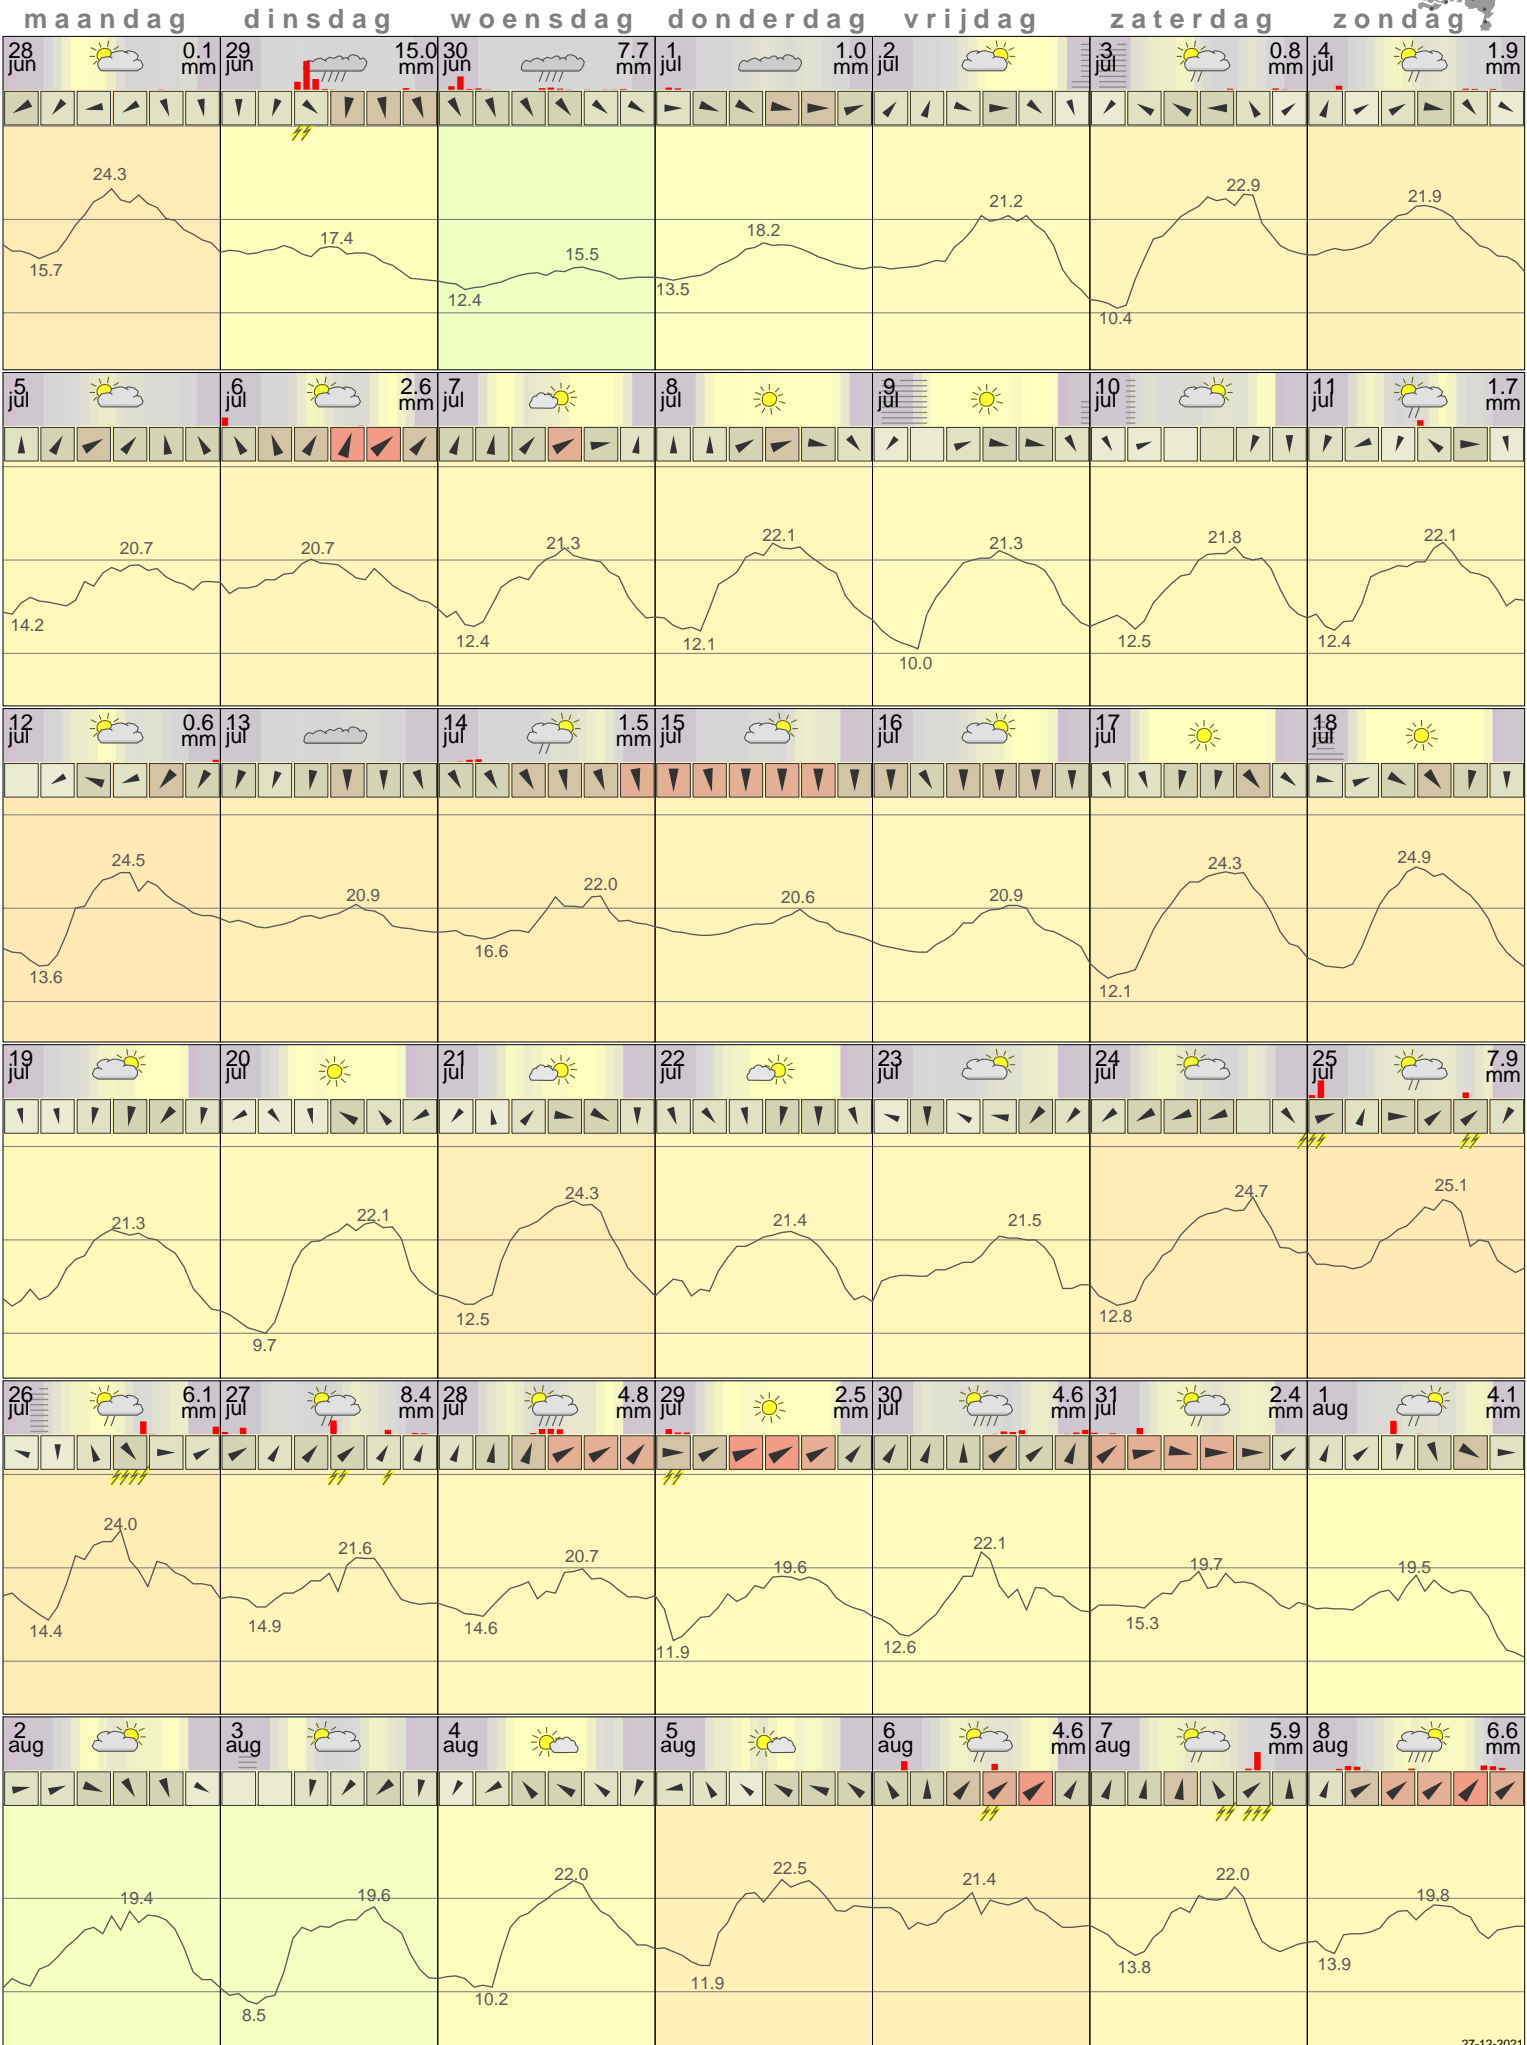 maandag dinsdag woensdag donderdag vrijdag zaterdag zondag
28 jun 0.1 mm 29 jun 15.0 mm 30 jun 7.7 mm 1 jul 1.0 mm 2 jul 3 jul 0.8 mm 4 jul 1.9 mm
24.3 15.7 17.4 12.4 15.5 13.5 18.2 21.2 10.4 22.9 21.9
5 jul 6 jul 2.6 mm 7 jul 8 jul 9 jul 10 jul 11 jul 1.7 mm
14.2 20.7 20.7 12.4 21.3 12.1 22.1 10.0 21.3 12.5 21.8 12.4 22.1
12 jul 0.6 mm 13 jul 14 jul 1.5 mm 15 jul 16 jul 17 jul 18 jul
13.6 24.5 20.9 16.6 22.0 20.6 20.9 12.1 24.3 24.9
19 jul 20 jul 21 jul 22 jul 23 jul 24 jul 25 jul 7.9 mm
21.3 9.7 22.1 12.5 24.3 21.4 21.5 12.8 24.7 25.1
26 jul 6.1 mm 27 jul 8.4 mm 28 jul 4.8 mm 29 jul 2.5 mm 30 jul 4.6 mm 31 jul 2.4 mm 1 aug 4.1 mm
14.4 24.0 14.9 21.6 14.6 20.7 11.9 19.6 12.6 22.1 15.3 19.7 19.5
2 aug 3 aug 4 aug 5 aug 6 aug 4.6 mm 7 aug 5.9 mm 8 aug 6.6 mm
19.4 8.5 19.6 10.2 22.0 11.9 22.5 21.4 13.8 22.0 13.9 19.8
27-12-2021